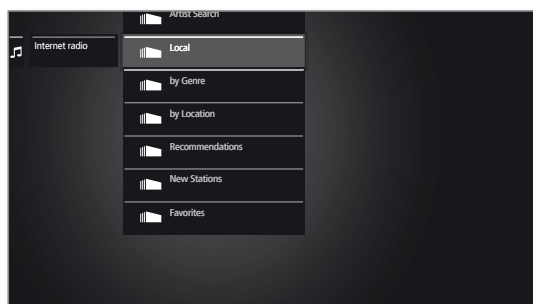 Artist Search
Internet radio
Local
by Genre
by Location
Recommendations
New Stations
Favorites